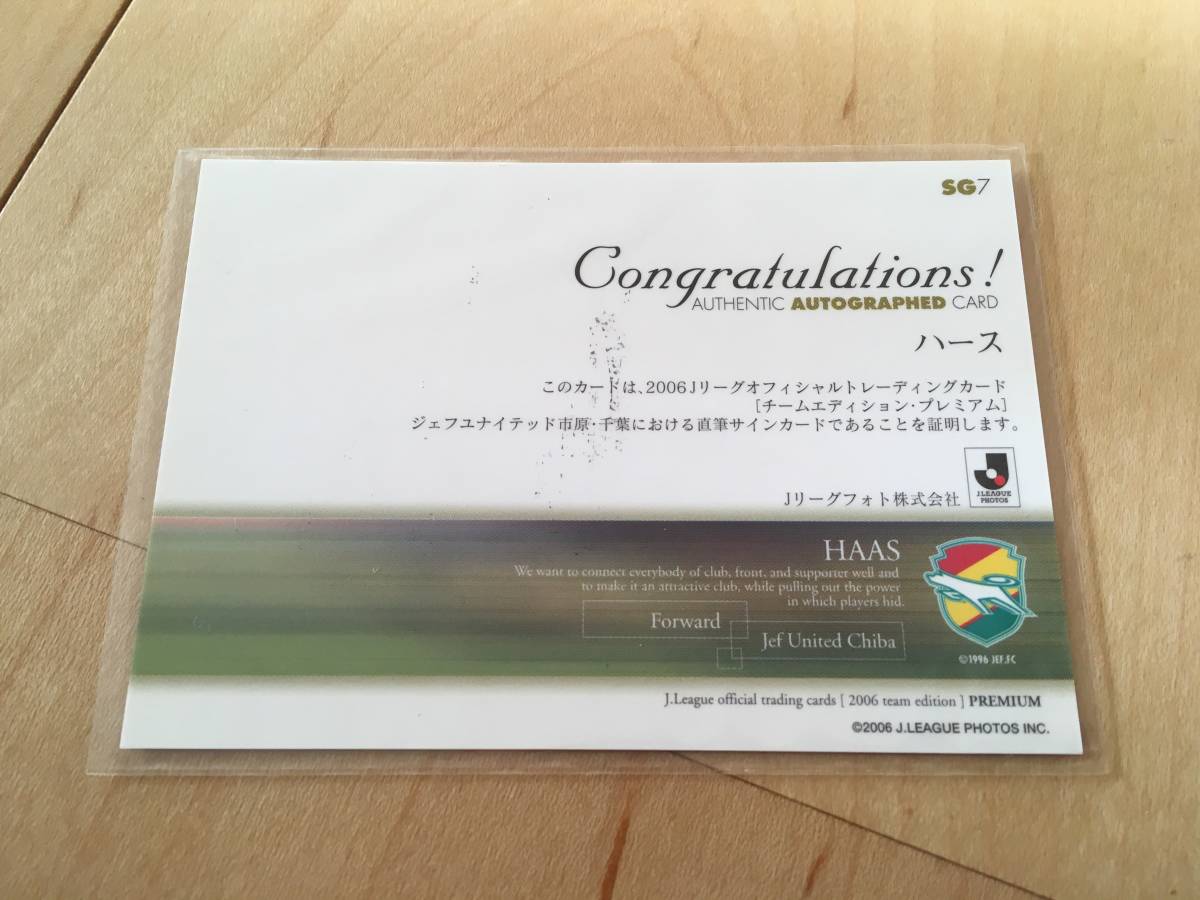 SG7
Congratulations!
AUTHENTIC AUTOGRAPHED CARD
ハース
このカードは、2006Jリーグオフィシャルトレーディングカード
[チームエディション・プレミアム]
ジェフユナイテッド市原・千葉における直筆サインカードであることを証明します。
Jリーグフォト株式会社
J.LEAGUE
PHOTOS
HAAS
We want to connect everybody of club, front, and supporter well and
to make it an attractive club, while pulling out the power
in which players hid.
Forward
Jef United Chiba
©1996 JEF.FC
J.League official trading cards [ 2006 team edition ] PREMIUM
©2006 J.LEAGUE PHOTOS INC.